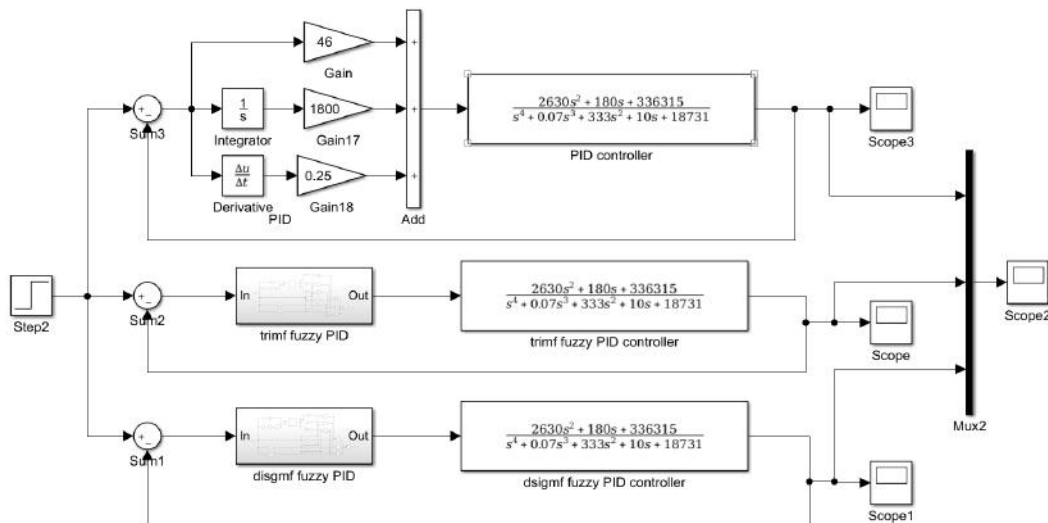 46
Gain
+
+
+
Add
+
−
Sum3
1
s
Integrator
1800
Gain17
Δu
Δt
Derivative
PID
0.25
Gain18
2630s² + 180s + 336315
s⁴ + 0.07s³ + 333s² + 10s + 18731
PID controller
Scope3
Step2
+
−
Sum2
In Out
trimf fuzzy PID
2630s² + 180s + 336315
s⁴ + 0.07s³ + 333s² + 10s + 18731
trimf fuzzy PID controller
Scope
Scope2
Mux2
+
−
Sum1
In Out
disgmf fuzzy PID
2630s² + 180s + 336315
s⁴ + 0.07s³ + 333s² + 10s + 18731
dsigmf fuzzy PID controller
Scope1